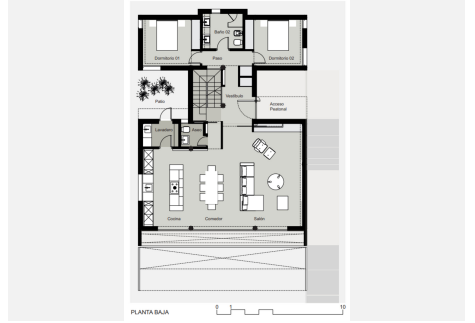 Baño 02
Dormitorio 01
Paso
Dormitorio 02
Vestíbulo
Patio
Acceso
Peatonal
Lavadero
Aseo
Cocina
Comedor
Salón
PLANTA BAJA
0 1 10